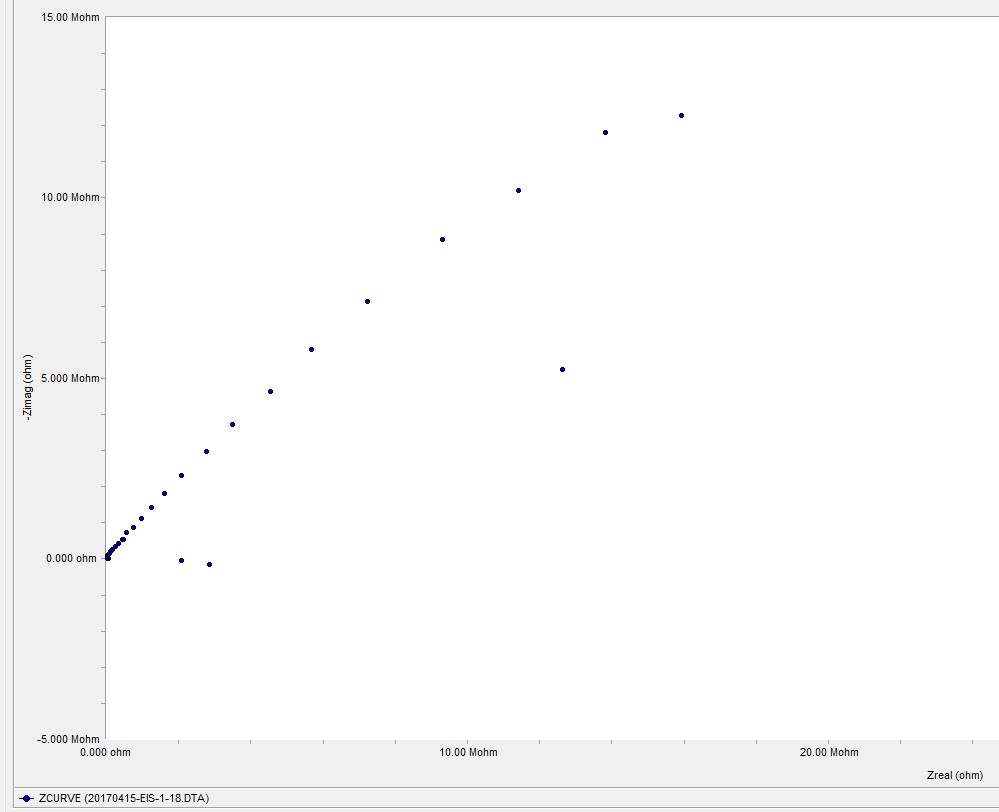 15.00 Mohm
10.00 Mohm
5.000 Mohm
0.000 ohm
-5.000 Mohm
-Zimag (ohm)
0.000 ohm
10.00 Mohm
20.00 Mohm
Zreal (ohm)
ZCURVE (20170415-EIS-1-18.DTA)